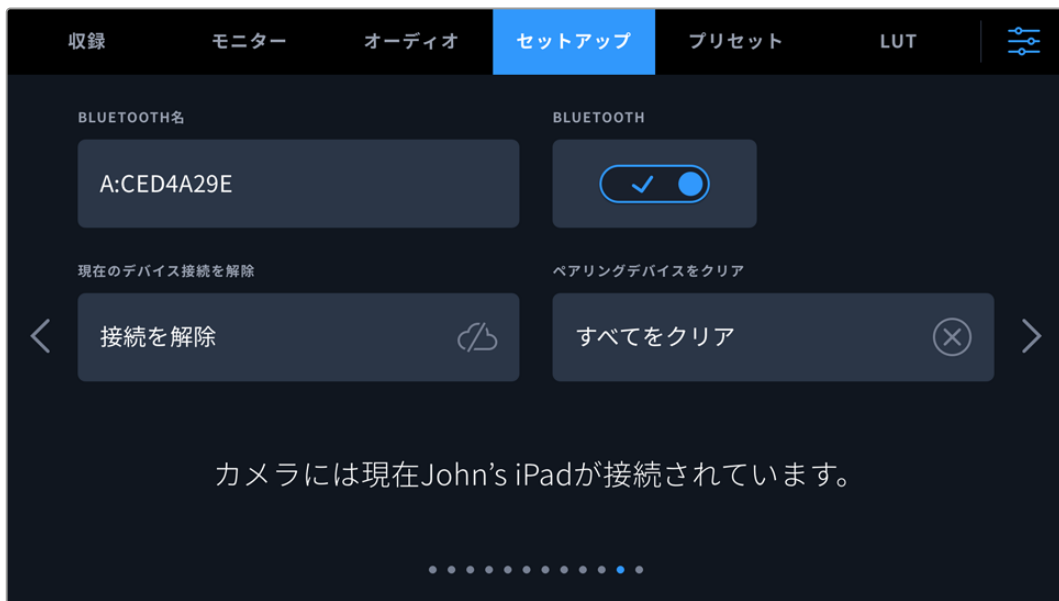 収録 モニター オーディオ セットアップ プリセット LUT
BLUETOOTH名 BLUETOOTH
A:CED4A29E
現在のデバイス接続を解除 ペアリングデバイスをクリア
接続を解除 すべてをクリア
カメラには現在John’s iPadが接続されています。